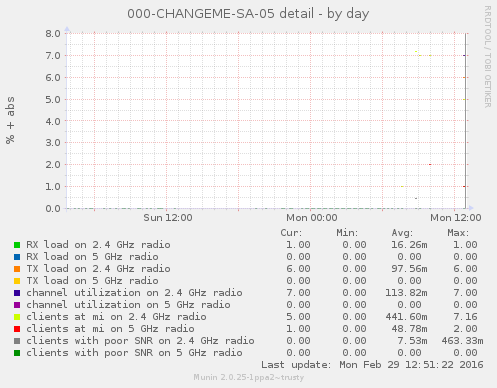 000-CHANGEME-SA-05 detail - by day
RRDTOOL / TOBI OETIKER
% + abs
8.0
7.0
6.0
5.0
4.0
3.0
2.0
1.0
0.0
Sun 12:00 Mon 00:00 Mon 12:00
Cur: Min: Avg: Max:
RX load on 2.4 GHz radio 1.00 0.00 16.26m 1.00
RX load on 5 GHz radio 0.00 0.00 0.00 0.00
TX load on 2.4 GHz radio 6.00 0.00 97.56m 6.00
TX load on 5 GHz radio 0.00 0.00 0.00 0.00
channel utilization on 2.4 GHz radio 7.00 0.00 113.82m 7.00
channel utilization on 5 GHz radio 0.00 0.00 0.00 0.00
clients at mi on 2.4 GHz radio 5.00 0.00 441.60m 7.16
clients at mi on 5 GHz radio 1.00 0.00 48.78m 2.00
clients with poor SNR on 2.4 GHz radio 0.00 0.00 7.53m 463.33m
clients with poor SNR on 5 GHz radio 0.00 0.00 0.00 0.00
Last update: Mon Feb 29 12:51:22 2016
Munin 2.0.25-1ppa2~trusty